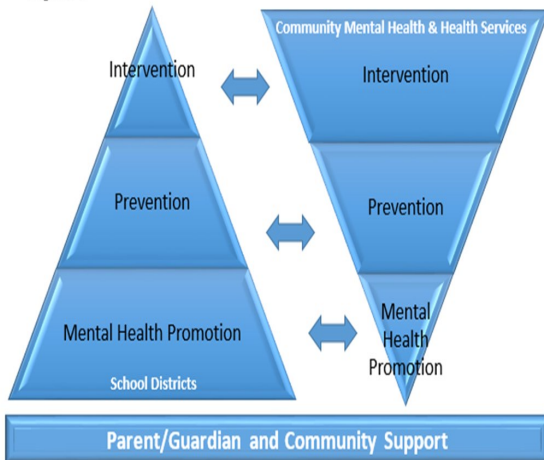 Community Mental Health & Health Services
Intervention
Intervention
Prevention
Prevention
Mental Health Promotion
Mental
Health
Promotion
School Districts
Parent/Guardian and Community Support